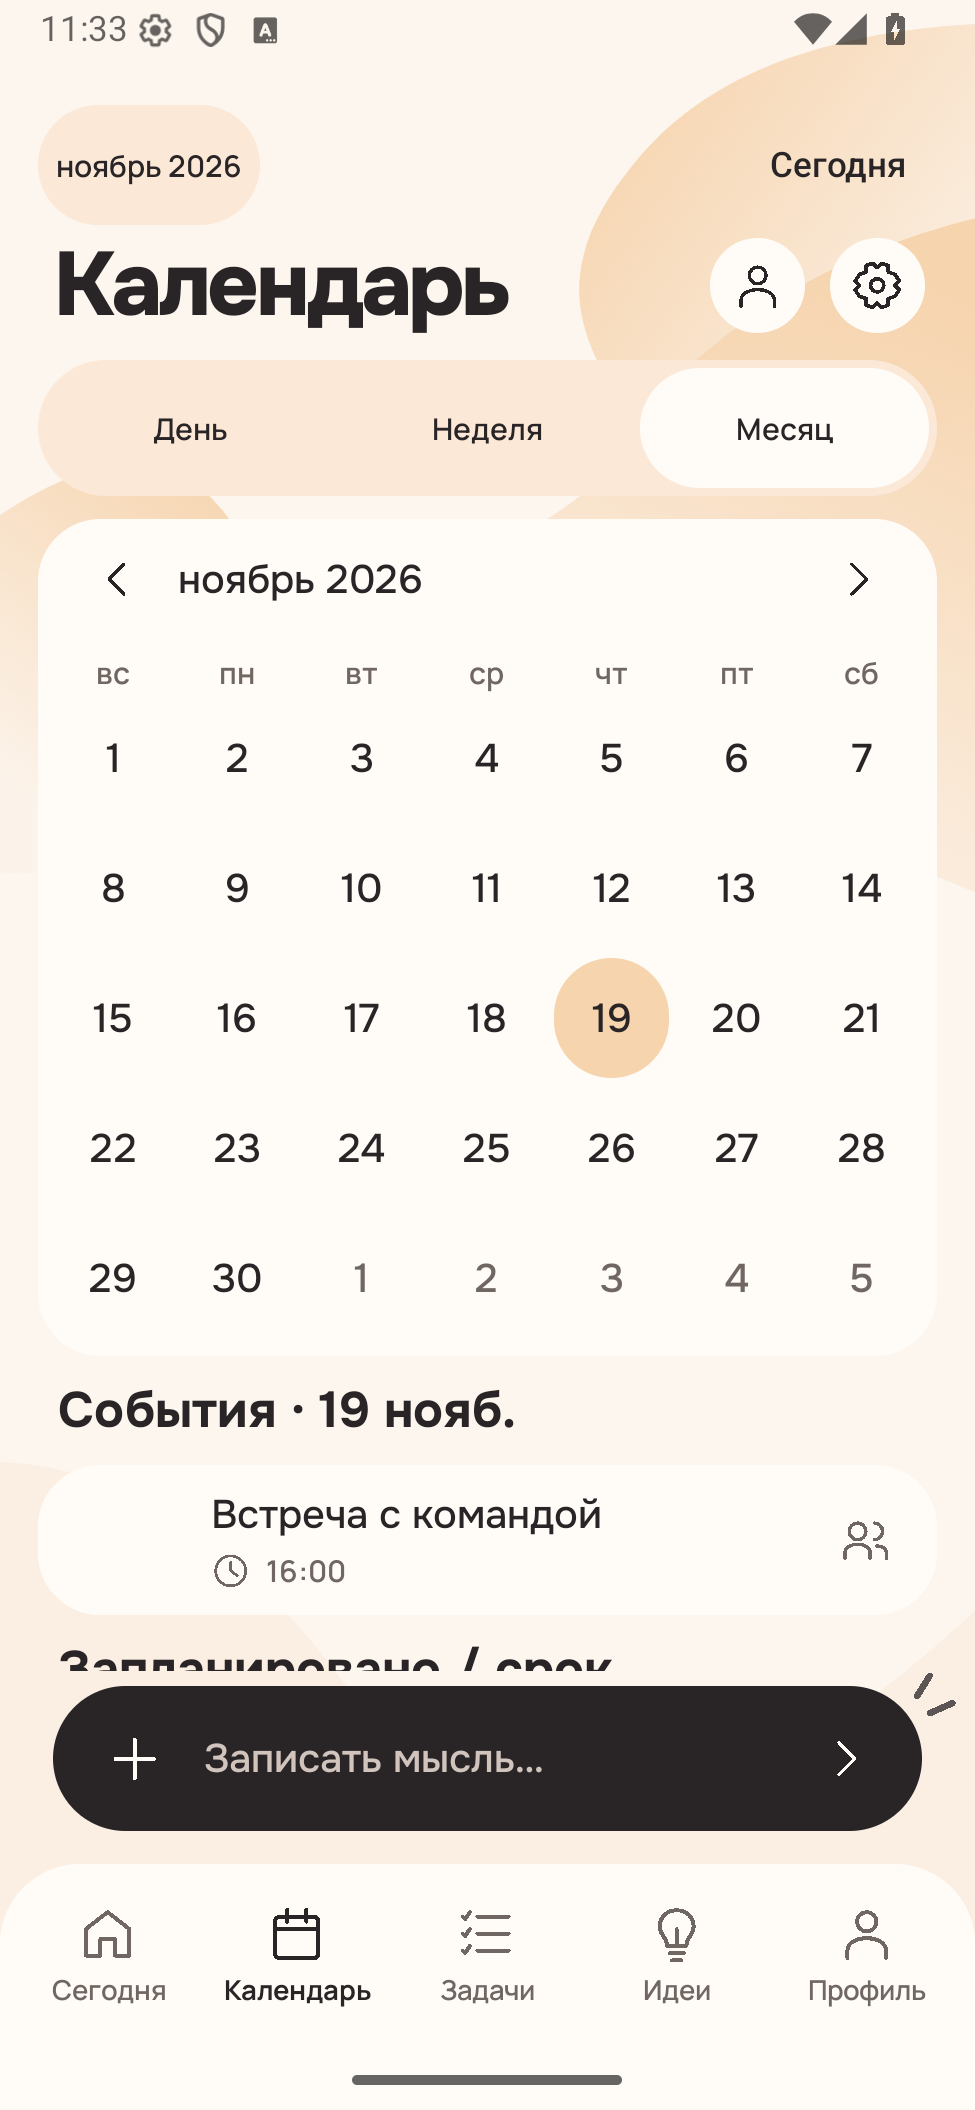 11:33
ноябрь 2026
Сегодня
Календарь
День Неделя Месяц
ноябрь 2026
вс пн вт ср чт пт сб
1 2 3 4 5 6 7
8 9 10 11 12 13 14
15 16 17 18 19 20 21
22 23 24 25 26 27 28
29 30 1 2 3 4 5
События · 19 нояб.
Встреча с командой
16:00
Запланировано / срок
Записать мысль...
Сегодня Календарь Задачи Идеи Профиль